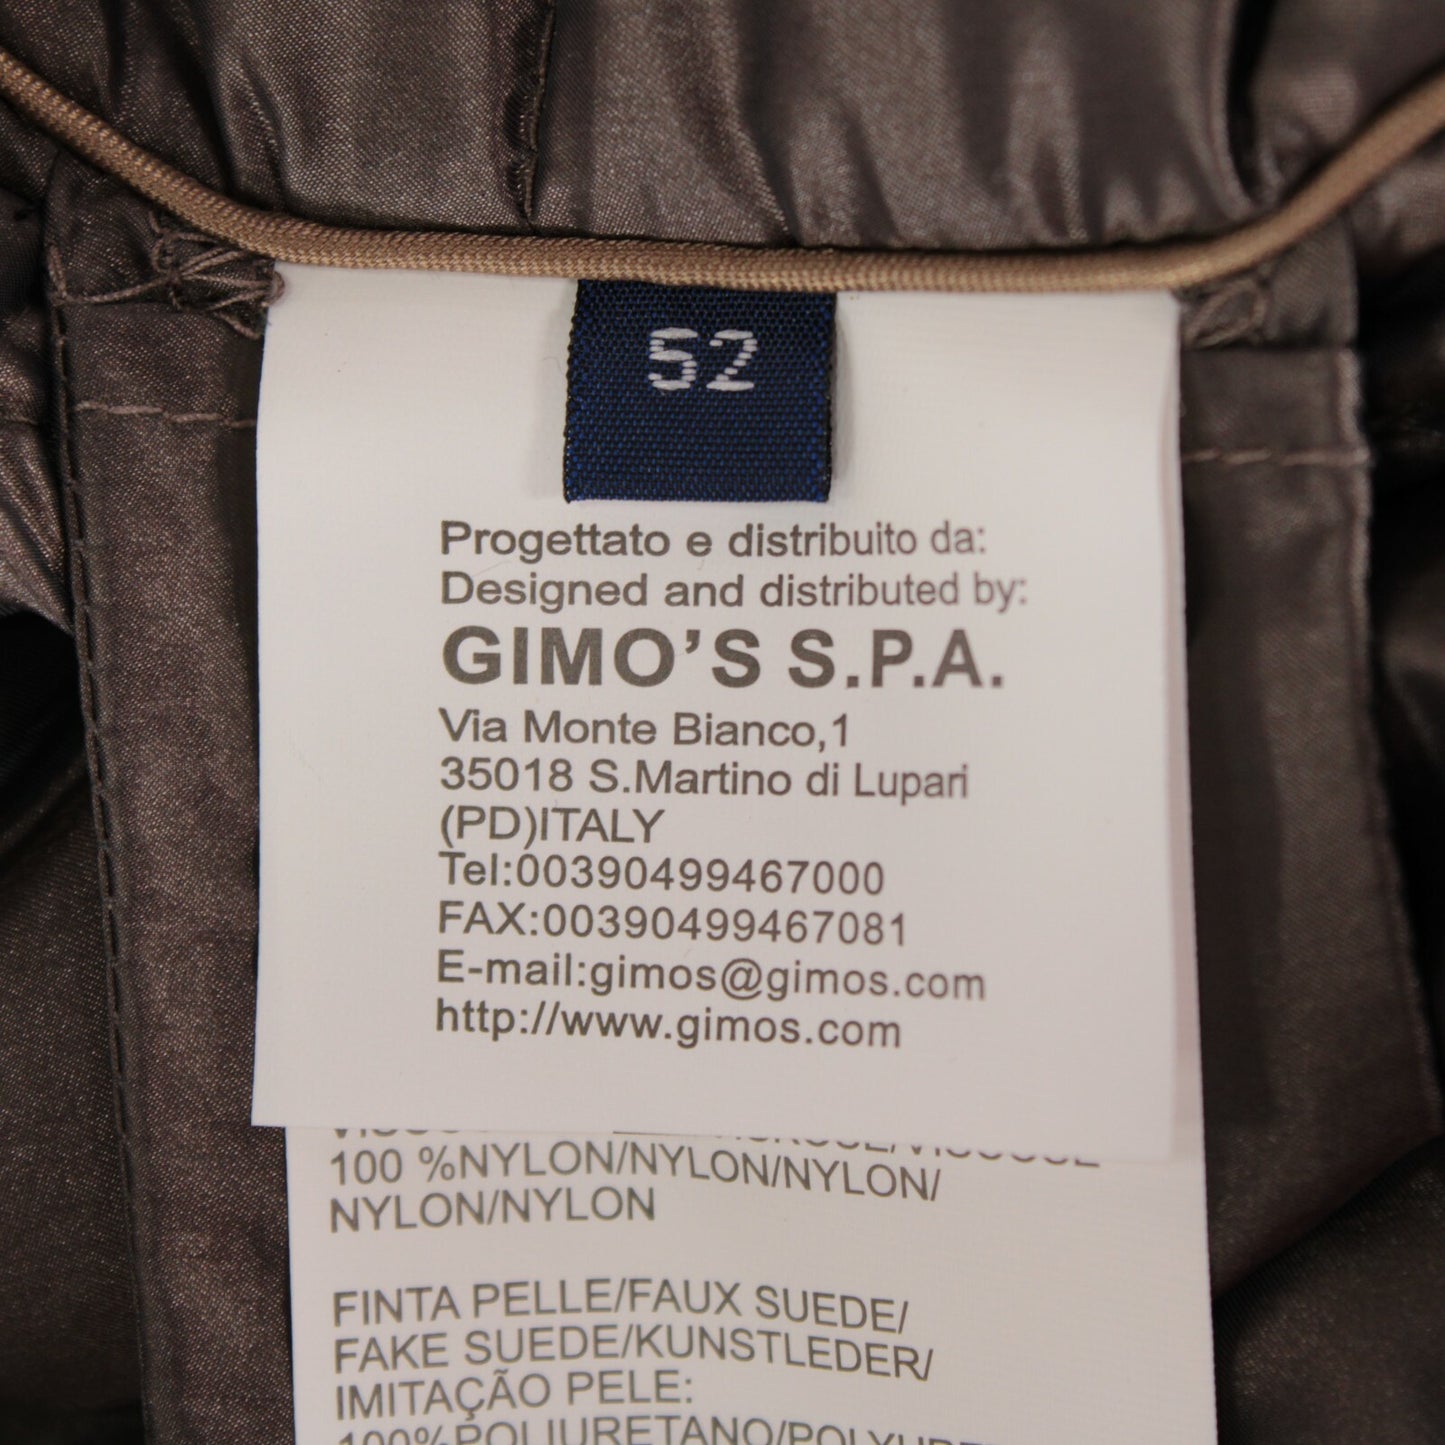 52
Progettato e distribuito da:
Designed and distributed by:
GIMO'S S.P.A.
Via Monte Bianco,1
35018 S.Martino di Lupari
(PD)ITALY
Tel:00390499467000
FAX:00390499467081
E-mail:gimos@gimos.com
http://www.gimos.com
100 %NYLON/NYLON/NYLON/
NYLON/NYLON
FINTA PELLE/FAUX SUEDE/
FAKE SUEDE/KUNSTLEDER/
IMITAÇÃO PELE:
100%POLIURETANO/